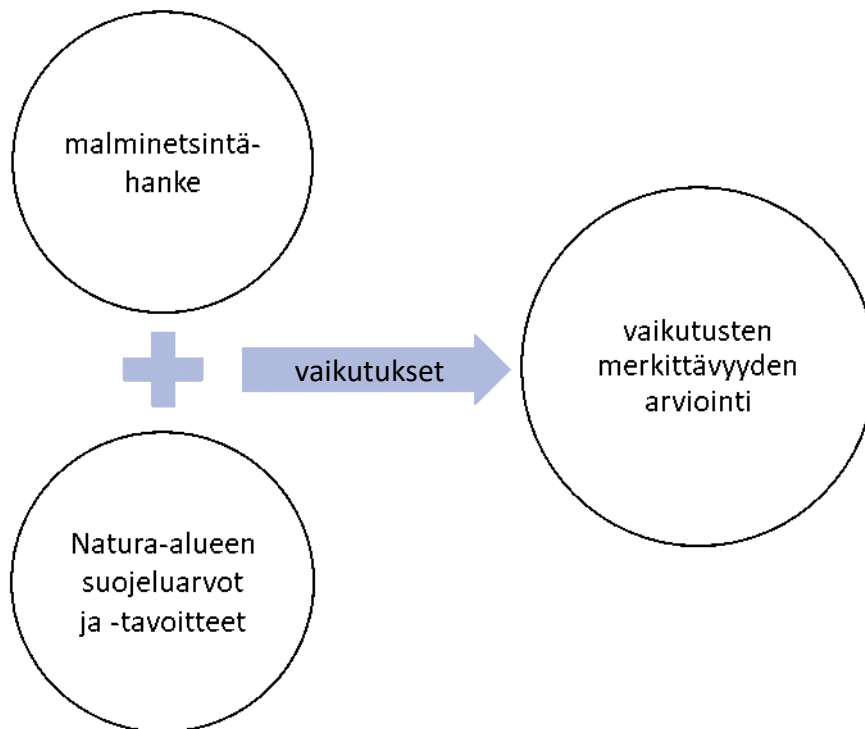 malminetsintä-
hanke
vaikutukset
Natura-alueen
suojeluarvot
ja -tavoitteet
vaikutusten
merkittävyyden
arviointi